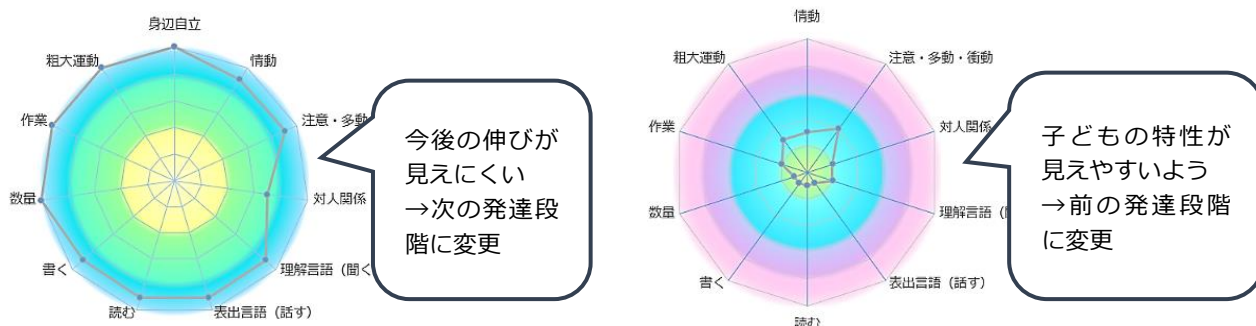 身辺自立
情動
注意・多動
対人関係
理解言語（聞く
表出言語（話す）
読む
書く
数量
作業
粗大運動
今後の伸びが
見えにくい
→次の発達段
階に変更
情動
注意・多動・衝動
対人関係
理解言語（
表出言語（話す）
読む
書く
数量
作業
粗大運動
子どもの特性が
見えやすいよう
→前の発達段階
に変更